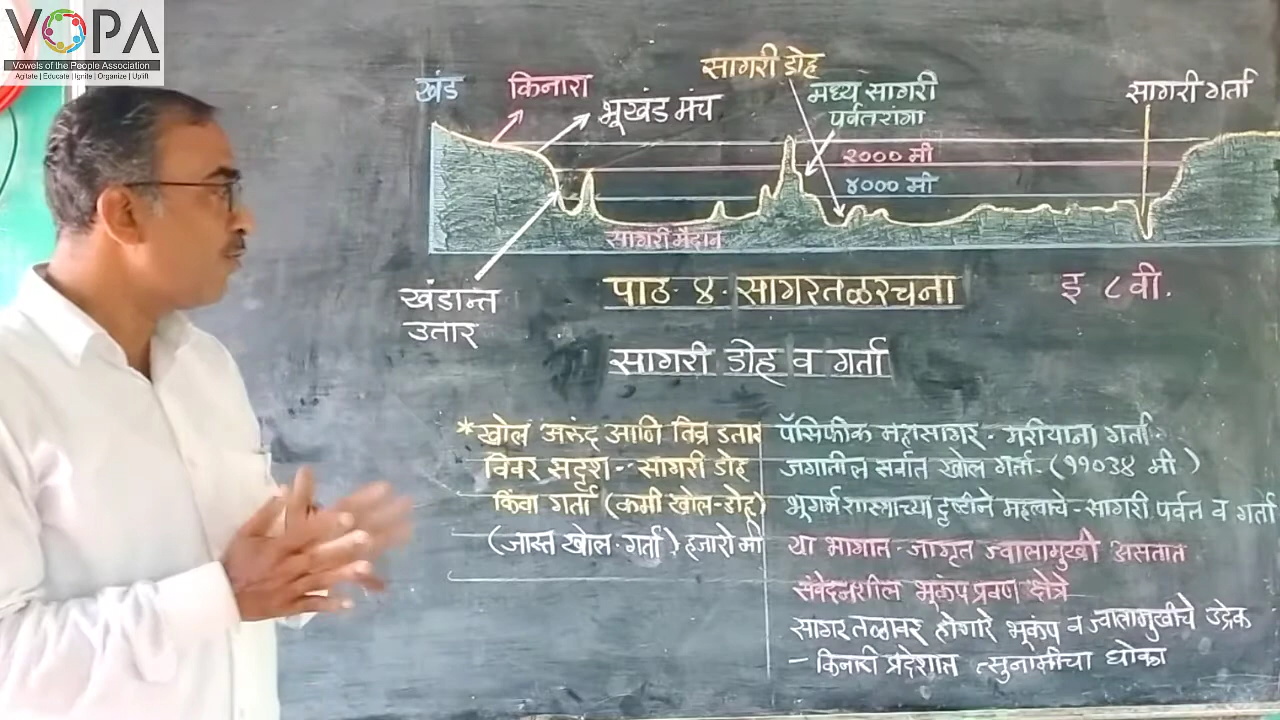 VOPA
Vowels of the People Association
Agitate | Educate | Ignite | Organize | Uplift
सागरी डोह
खंड
किनारा
भूखंड मंच
मध्य सागरी
पर्वतरांगा
सागरी गर्ता
२००० मी
४००० मी
सागरी मैदान
खंडान्त
उतार
पाठ ४. सागरतळरचना
इ ८ वी.
सागरी डोह व गर्ता
*खोल अरुंद आणि तिव्र उतार
विवर सदृश -- सागरी डोह
किंवा गर्ता (कमी खोल-डोह)
(जास्त खोल-गर्ता) हजारो मी
पॅसिफीक महासागर - मरीयाना गर्ता.
जगातील सर्वात खोल गर्ता- (११०३४ मी )
भूगर्भशास्त्राच्या दृष्टीने महत्वाचे - सागरी पर्वत व गर्ता
या भागात - जागृत ज्वालामुखी असतात
संवेदनशील भूकंप प्रवण क्षेत्रे
सागर तळावर होणारे भूकंप व ज्वालामुखीचे उद्रेक
- किनारी प्रदेशात त्सुनामीचा धोका